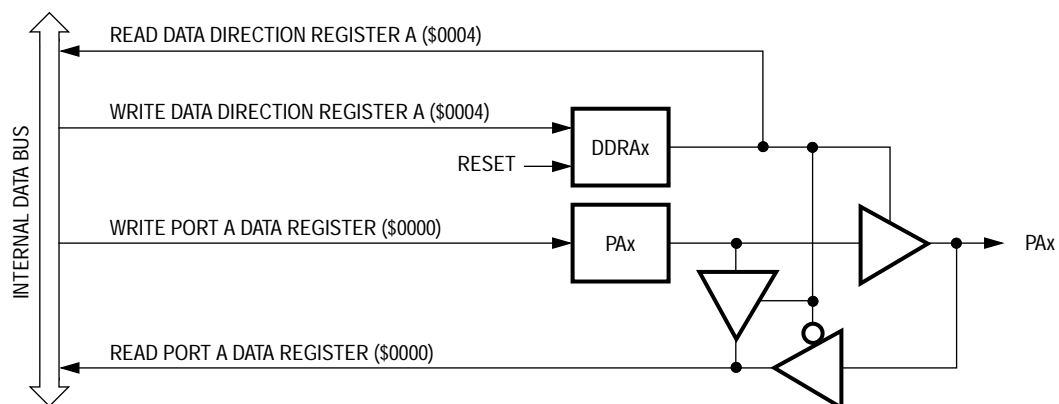 READ DATA DIRECTION REGISTER A ($0004)
WRITE DATA DIRECTION REGISTER A ($0004)
RESET
DDRAx
INTERNAL DATA BUS
WRITE PORT A DATA REGISTER ($0000)
PAx
PAx
READ PORT A DATA REGISTER ($0000)